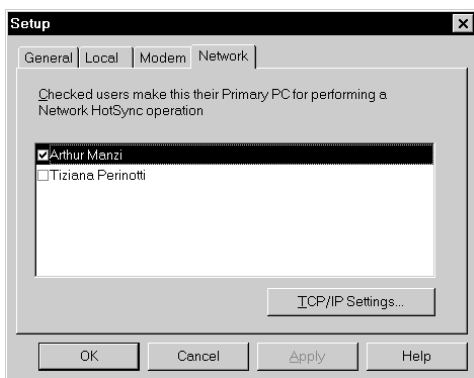 Setup
General Local Modem Network
Checked users make this their Primary PC for performing a
Network HotSync operation
Arthur Manzi
Tiziana Perinotti
TCP/IP Settings...
OK Cancel Apply Help